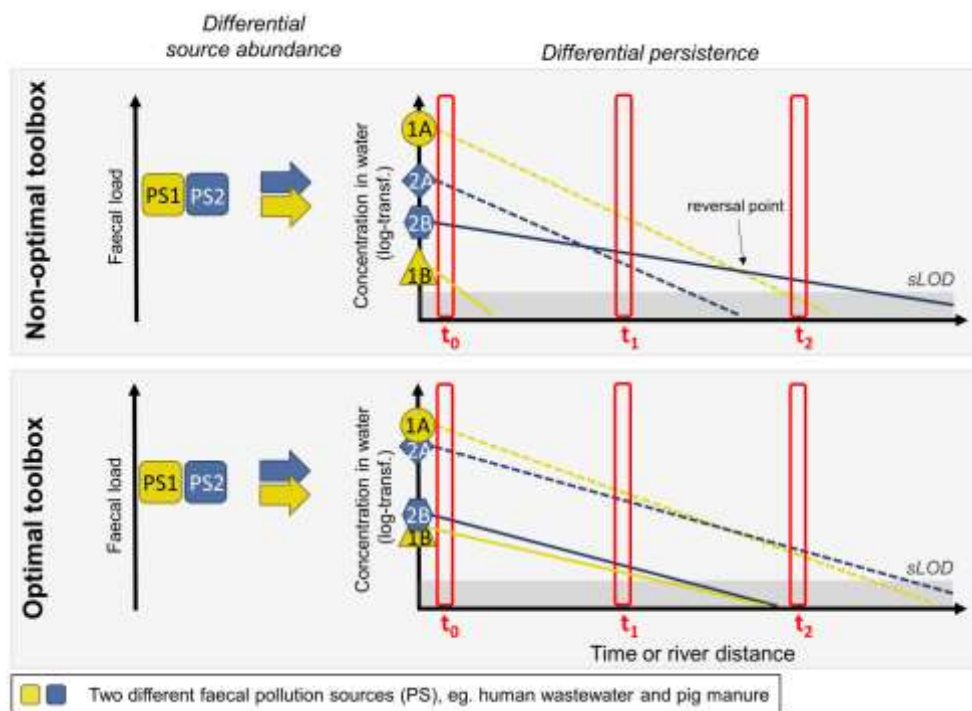 Differential
source abundance
Differential persistence
Non-optimal toolbox
Faecal load
PS1
PS2
Concentration in water
(log-transf.)
1A
2A
2B
1B
reversal point
sLOD
t0
t1
t2
Optimal toolbox
Faecal load
PS1
PS2
Concentration in water
(log-transf.)
1A
2A
2B
1B
sLOD
t0
t1
t2
Time or river distance
Two different faecal pollution sources (PS), eg. human wastewater and pig manure